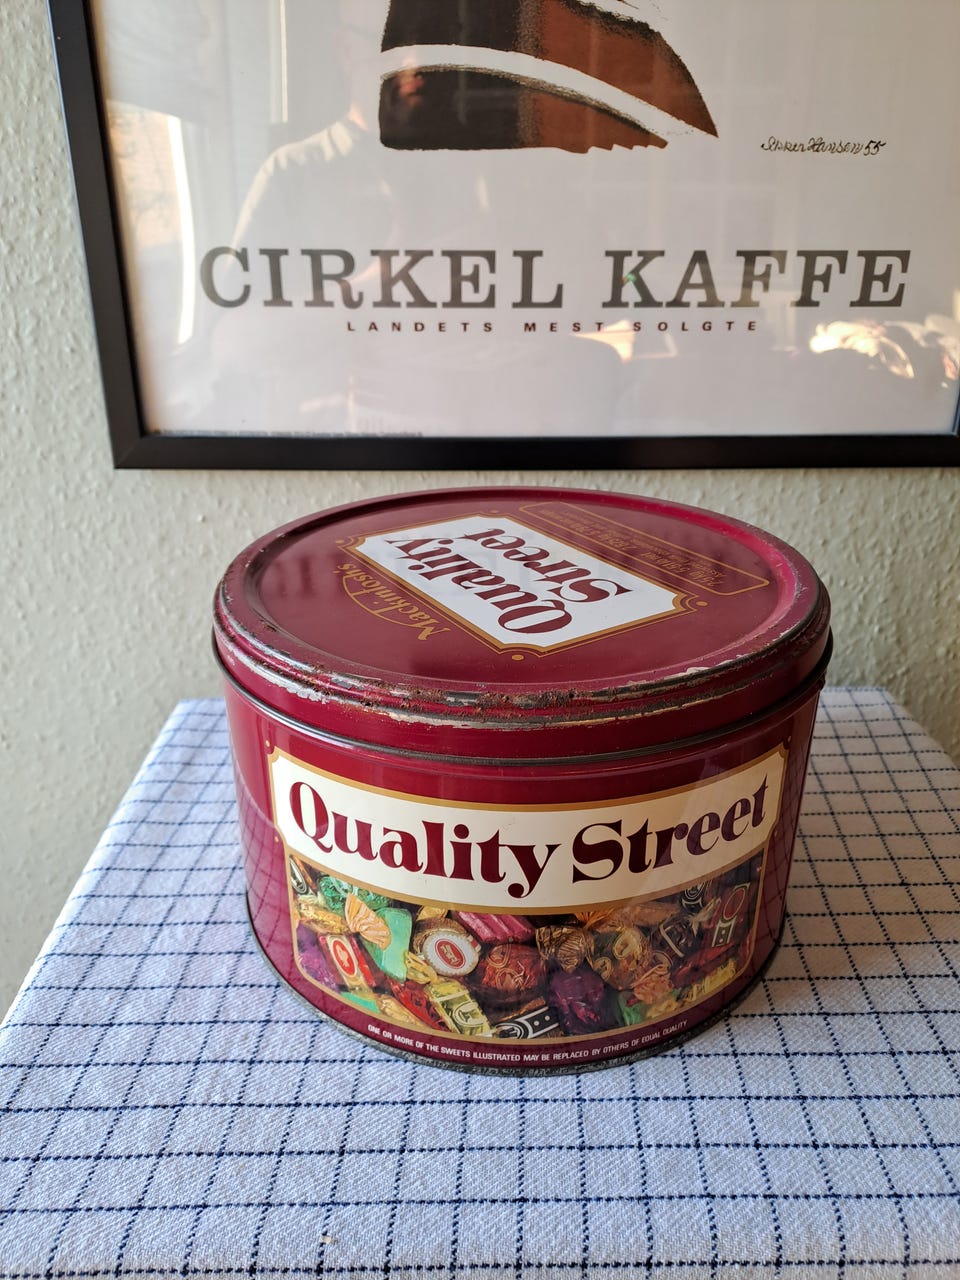 Ibker Hansen 55
CIRKEL KAFFE
LANDETS MEST SOLGTE
Mackintosh's
Quality
Street
Quality Street
ONE OR MORE OF THE SWEETS ILLUSTRATED MAY BE REPLACED BY OTHERS OF EQUAL QUALITY